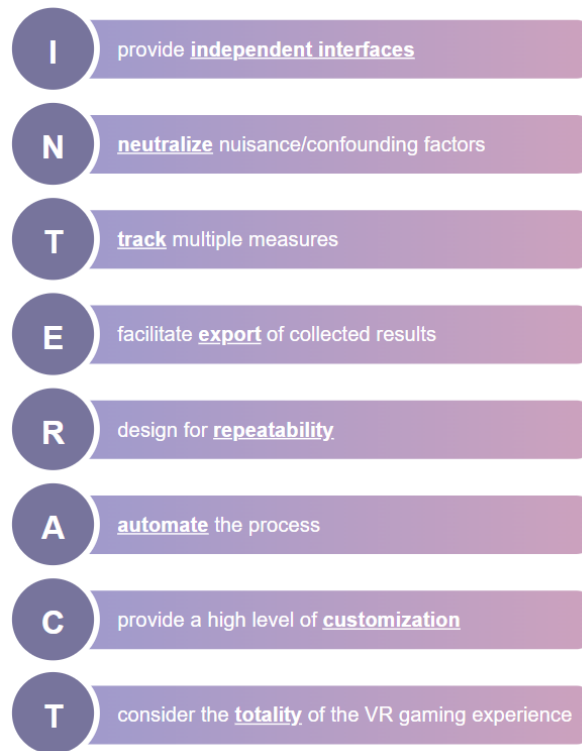 I provide independent interfaces
N neutralize nuisance/confounding factors
T track multiple measures
E facilitate export of collected results
R design for repeatability
A automate the process
C provide a high level of customization
T consider the totality of the VR gaming experience